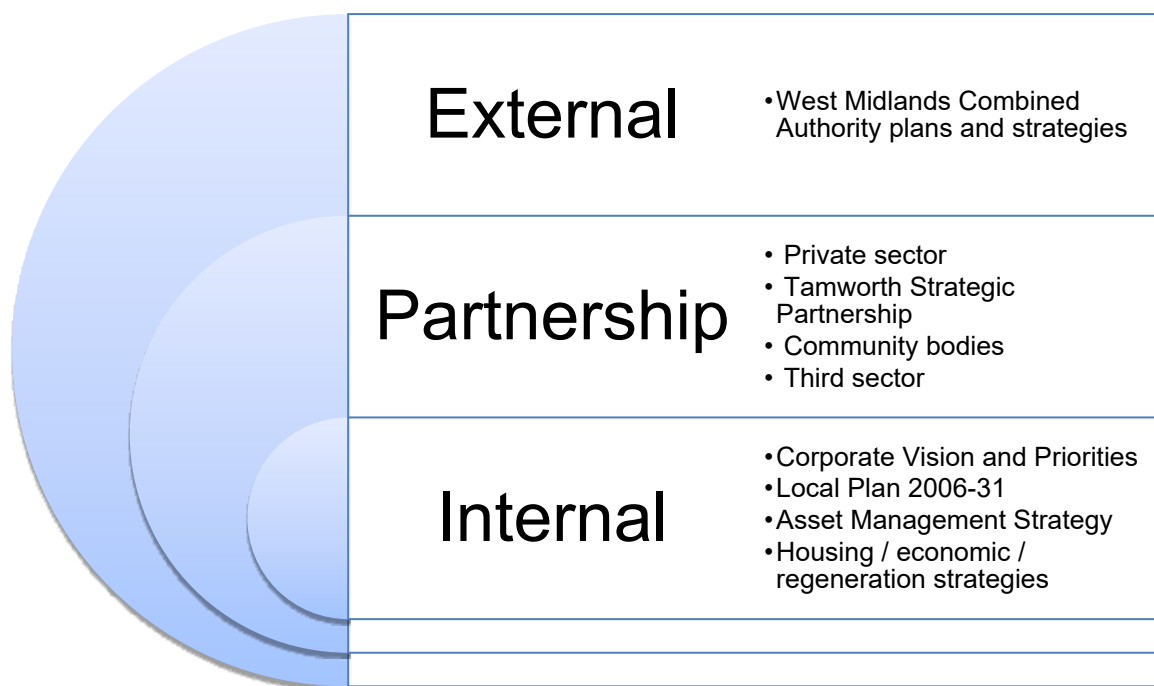 External
•West Midlands Combined
Authority plans and strategies
Partnership
• Private sector
• Tamworth Strategic
Partnership
• Community bodies
• Third sector
Internal
•Corporate Vision and Priorities
•Local Plan 2006-31
•Asset Management Strategy
•Housing / economic /
regeneration strategies